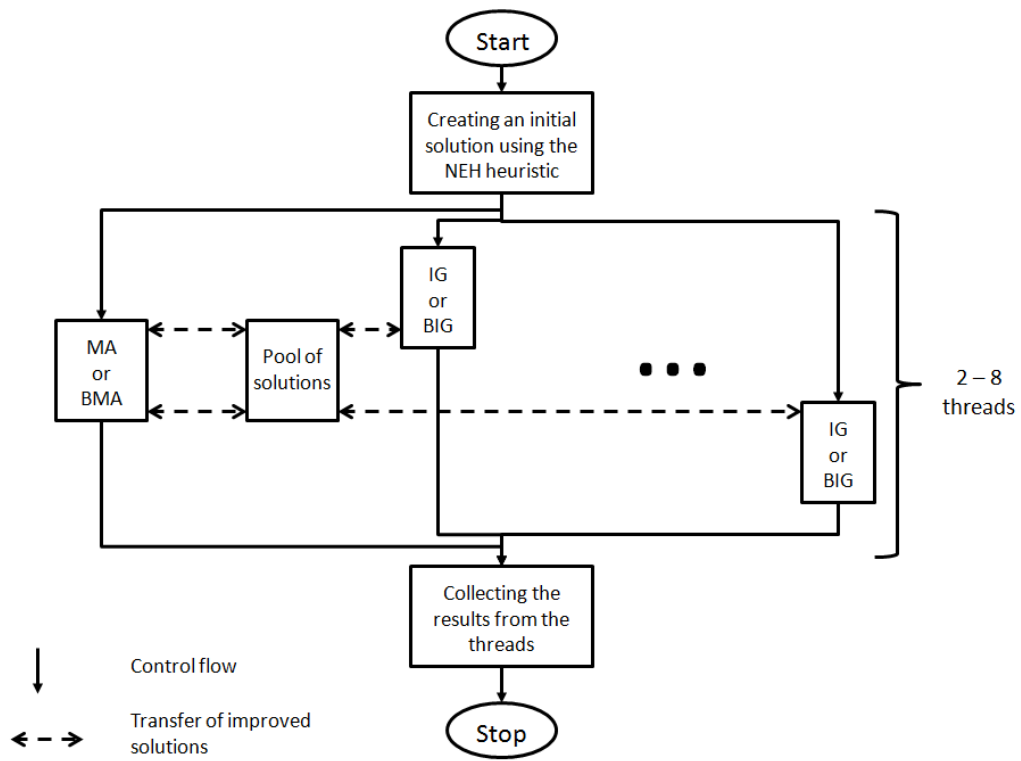 Start
Creating an initial
solution using the
NEH heuristic
IG
or
BIG
MA
or
BMA
Pool of
solutions
2 – 8
threads
IG
or
BIG
Collecting the
results from the
threads
Control flow
Transfer of improved
solutions
Stop